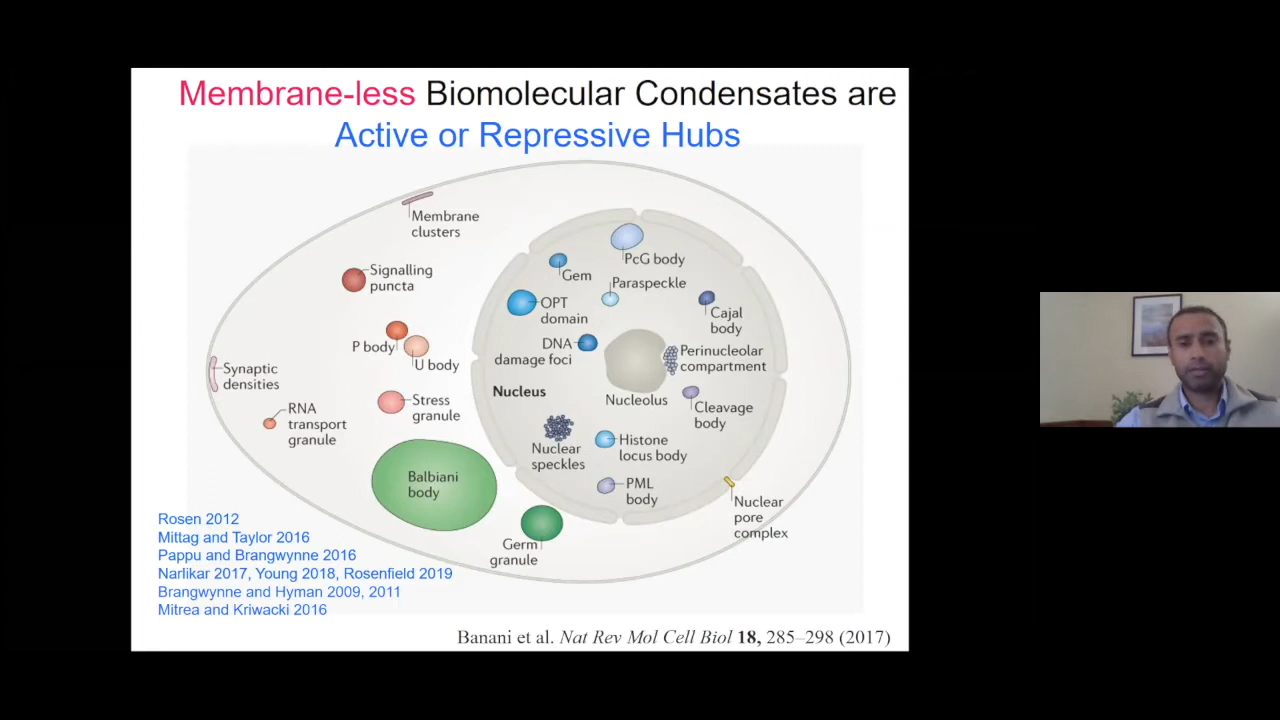 Membrane-less Biomolecular Condensates are
Active or Repressive Hubs
Membrane
clusters
Signalling
puncta
P body
U body
Synaptic
densities
RNA
transport
granule
Stress
granule
Balbiani
body
Germ
granule
PcG body
Gem
Paraspeckle
OPT
domain
Cajal
body
DNA
damage foci
Perinucleolar
compartment
Nucleus
Nucleolus
Cleavage
body
Nuclear
speckles
Histone
locus body
PML
body
Nuclear
pore
complex
Rosen 2012
Mittag and Taylor 2016
Pappu and Brangwynne 2016
Narlikar 2017, Young 2018, Rosenfield 2019
Brangwynne and Hyman 2009, 2011
Mitrea and Kriwacki 2016
Banani et al. Nat Rev Mol Cell Biol 18, 285–298 (2017)